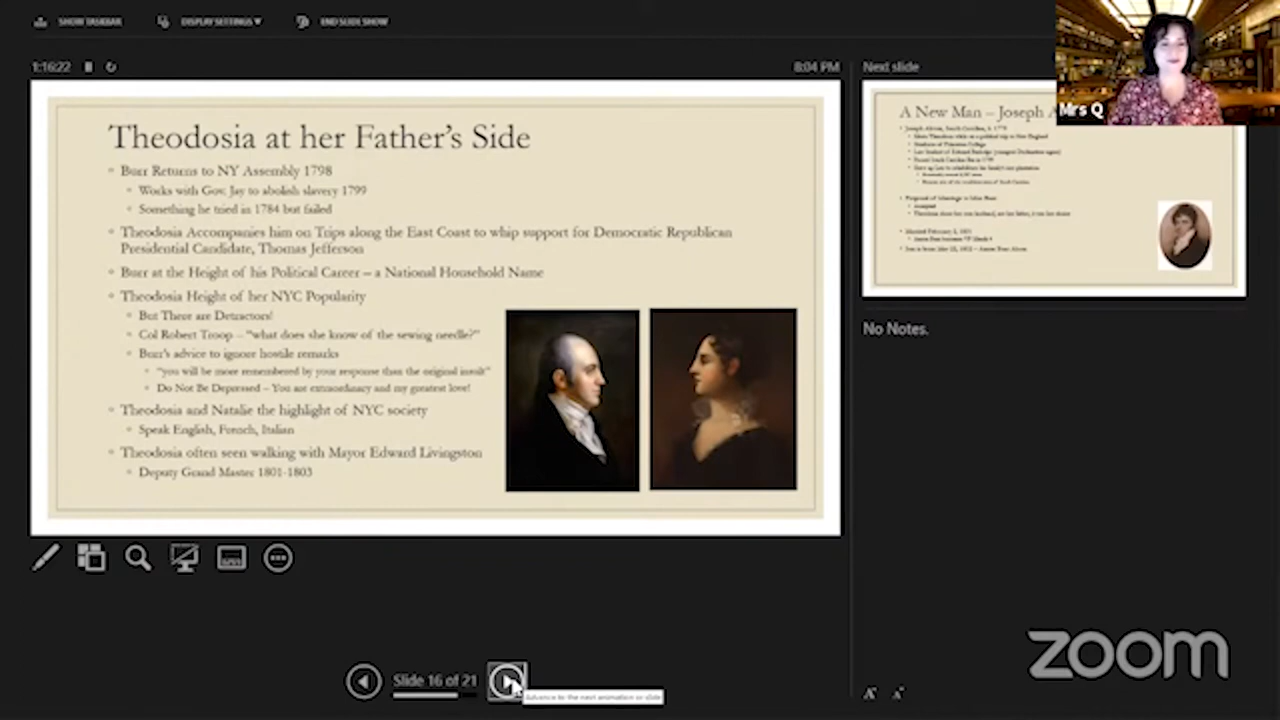 SHOW TASKBAR
DISPLAY SETTINGS
END SLIDE SHOW
1:16:22
8:04 PM
Theodosia at her Father's Side
Burr Returns to NY Assembly 1798
Works with Gov. Jay to abolish slavery 1799
Something he tried in 1784 but failed
Theodosia Accompanies him on Trips along the East Coast to whip support for Democratic Republican
Presidential Candidate, Thomas Jefferson
Burr at the Height of his Political Career – a National Household Name
Theodosia Height of her NYC Popularity
But There are Detractors!
Col Robert Troop – "what does she know of the sewing needle?"
Burr's advice to ignore hostile remarks
"you will be more remembered by your response than the original insult"
Do Not Be Depressed – You are extraordinary and my greatest love!
Theodosia and Natalie the highlight of NYC society
Speak English, French, Italian
Theodosia often seen walking with Mayor Edward Livingston
Deputy Grand Master 1801-1803
Next slide
Mrs Q
A New Man – Joseph A
No Notes.
Slide 16 of 21
Advance to the next animation or slide
zoom